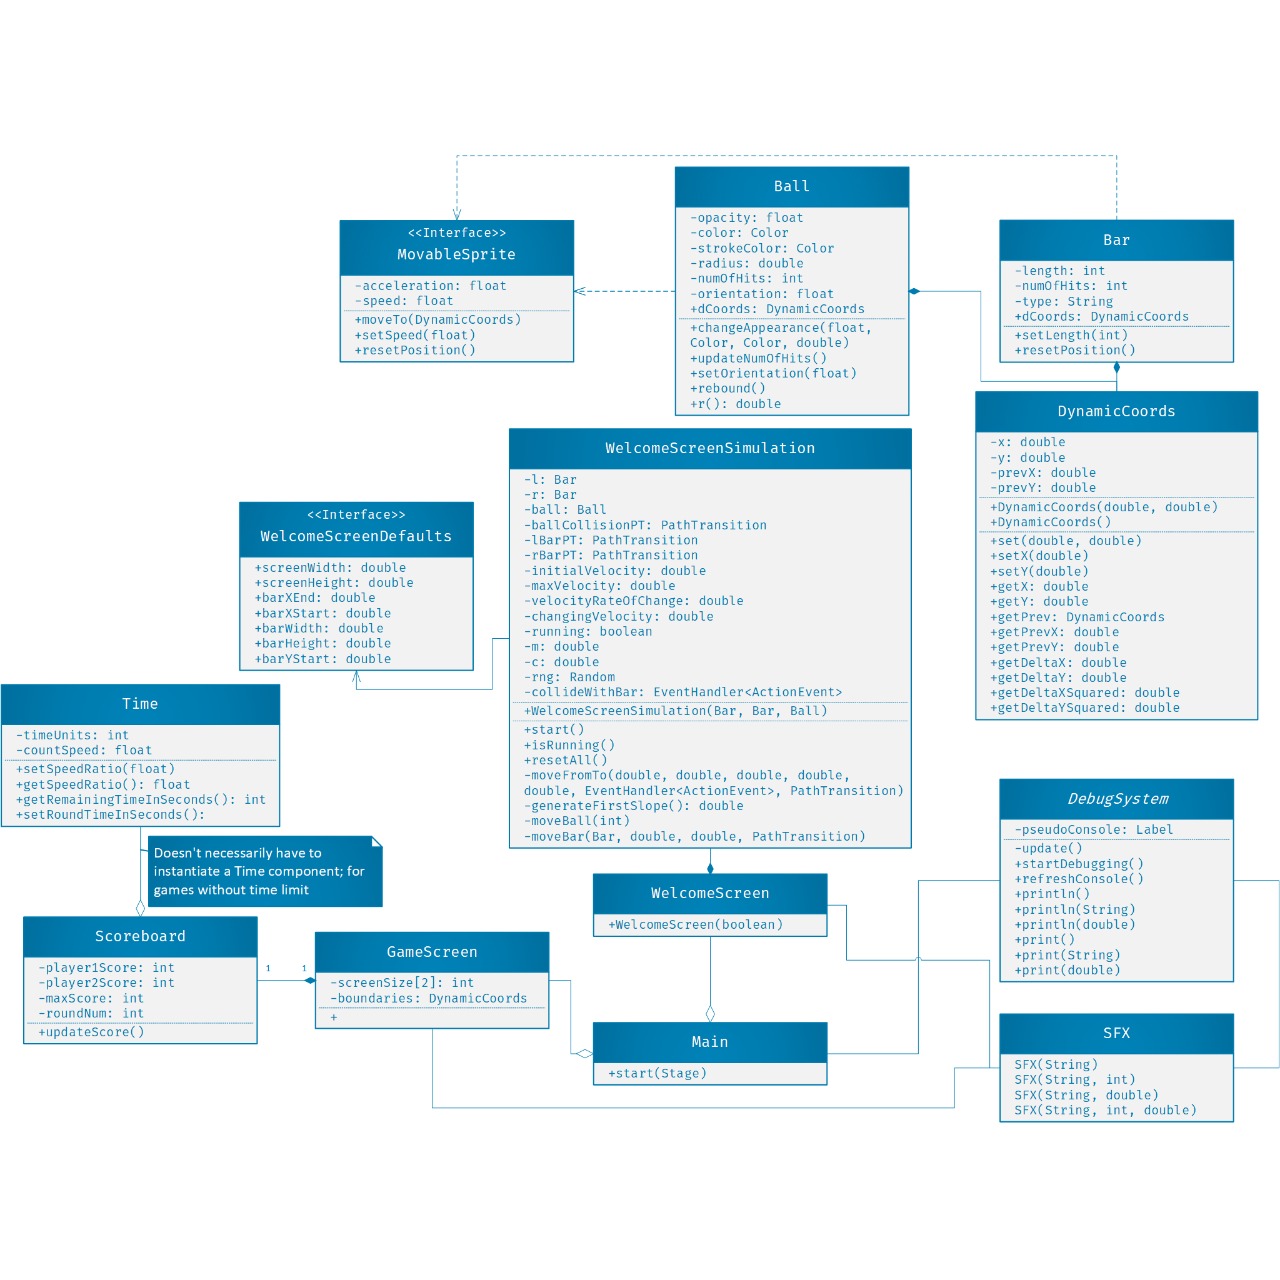 Ball
-opacity: float
-color: Color
-strokeColor: Color
-radius: double
-numOfHits: int
-orientation: float
+dCoords: DynamicCoords
+changeAppearance(float,
Color, Color, double)
+updateNumOfHits()
+setOrientation(float)
+rebound()
+r(): double
<<Interface>>
MovableSprite
-acceleration: float
-speed: float
+moveTo(DynamicCoords)
+setSpeed(float)
+resetPosition()
Bar
-length: int
-numOfHits: int
-type: String
+dCoords: DynamicCoords
+setLength(int)
+resetPosition()
DynamicCoords
-x: double
-y: double
-prevX: double
-prevY: double
+DynamicCoords(double, double)
+DynamicCoords()
+set(double, double)
+setX(double)
+setY(double)
+getX: double
+getY: double
+getPrev: DynamicCoords
+getPrevX: double
+getPrevY: double
+getDeltaX: double
+getDeltaY: double
+getDeltaXSquared: double
+getDeltaYSquared: double
WelcomeScreenSimulation
-l: Bar
-r: Bar
-ball: Ball
-ballCollisionPT: PathTransition
-lBarPT: PathTransition
-rBarPT: PathTransition
-initialVelocity: double
-maxVelocity: double
-velocityRateOfChange: double
-changingVelocity: double
-running: boolean
-m: double
-c: double
-rng: Random
-collideWithBar: EventHandler<ActionEvent>
+WelcomeScreenSimulation(Bar, Bar, Ball)
+start()
+isRunning()
+resetAll()
-moveFromTo(double, double, double, double,
double, EventHandler<ActionEvent>, PathTransition)
-generateFirstSlope(): double
-moveBall(int)
-moveBar(Bar, double, double, PathTransition)
<<Interface>>
WelcomeScreenDefaults
+screenWidth: double
+screenHeight: double
+barXEnd: double
+barXStart: double
+barWidth: double
+barHeight: double
+barYStart: double
Time
-timeUnits: int
-countSpeed: float
+setSpeedRatio(float)
+getSpeedRatio(): float
+getRemainingTimeInSeconds(): int
+setRoundTimeInSeconds():
Doesn't necessarily have to
instantiate a Time component; for
games without time limit
Scoreboard
-player1Score: int
-player2Score: int
-maxScore: int
-roundNum: int
+updateScore()
1
1
GameScreen
-screenSize[2]: int
-boundaries: DynamicCoords
+
WelcomeScreen
+WelcomeScreen(boolean)
Main
+start(Stage)
DebugSystem
-pseudoConsole: Label
-update()
+startDebugging()
+refreshConsole()
+println()
+println(String)
+println(double)
+print()
+print(String)
+print(double)
SFX
SFX(String)
SFX(String, int)
SFX(String, double)
SFX(String, int, double)